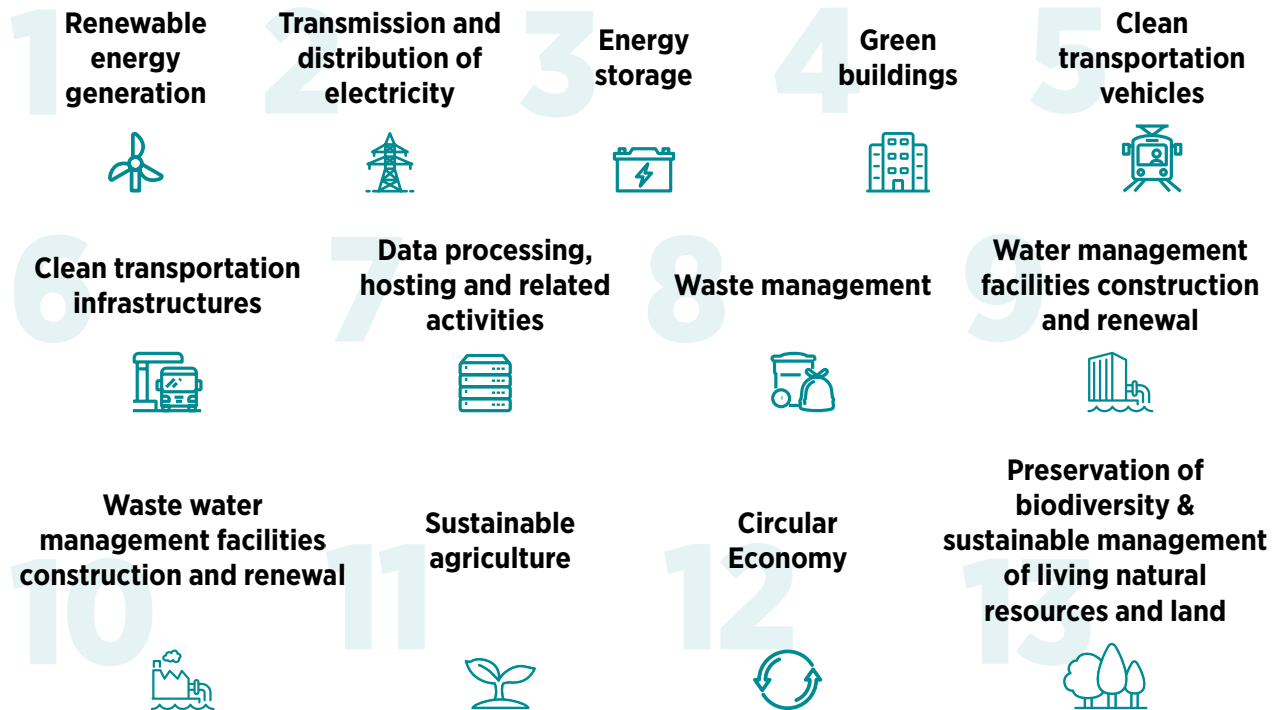 1
Renewable
energy
generation
2
Transmission and
distribution of
electricity
3
Energy
storage
4
Green
buildings
5
Clean
transportation
vehicles
6
Clean transportation
infrastructures
7
Data processing,
hosting and related
activities
8
Waste management
9
Water management
facilities construction
and renewal
10
Waste water
management facilities
construction and renewal
11
Sustainable
agriculture
12
Circular
Economy
13
Preservation of
biodiversity &
sustainable management
of living natural
resources and land